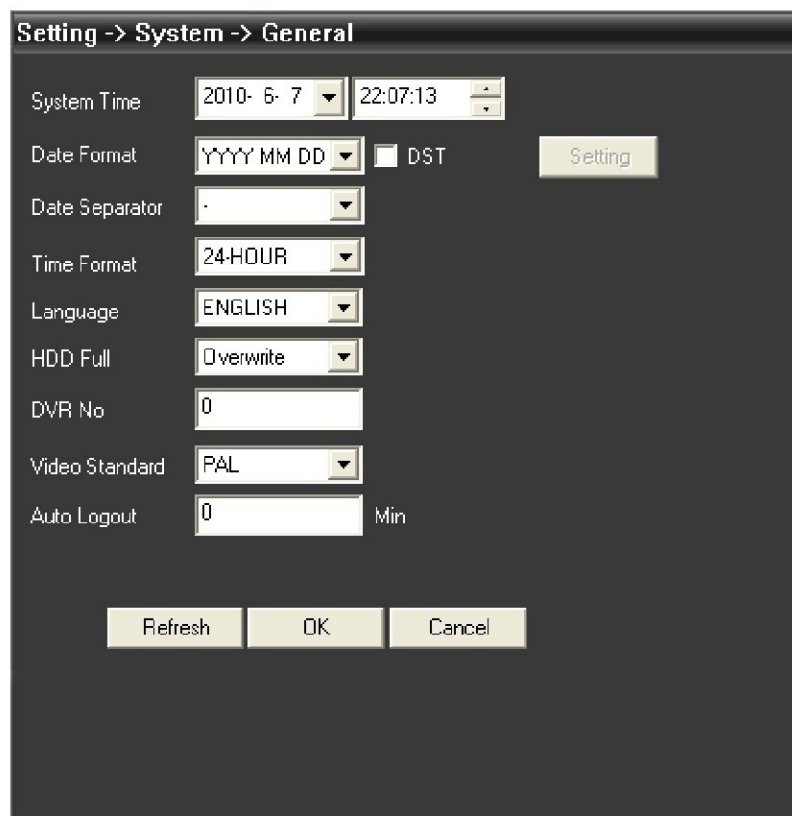 Setting -> System -> General
System Time 2010- 6- 7 22:07:13
Date Format YYYY MM DD DST Setting
Date Separator -
Time Format 24-HOUR
Language ENGLISH
HDD Full Overwrite
DVR No 0
Video Standard PAL
Auto Logout 0 Min
Refresh OK Cancel